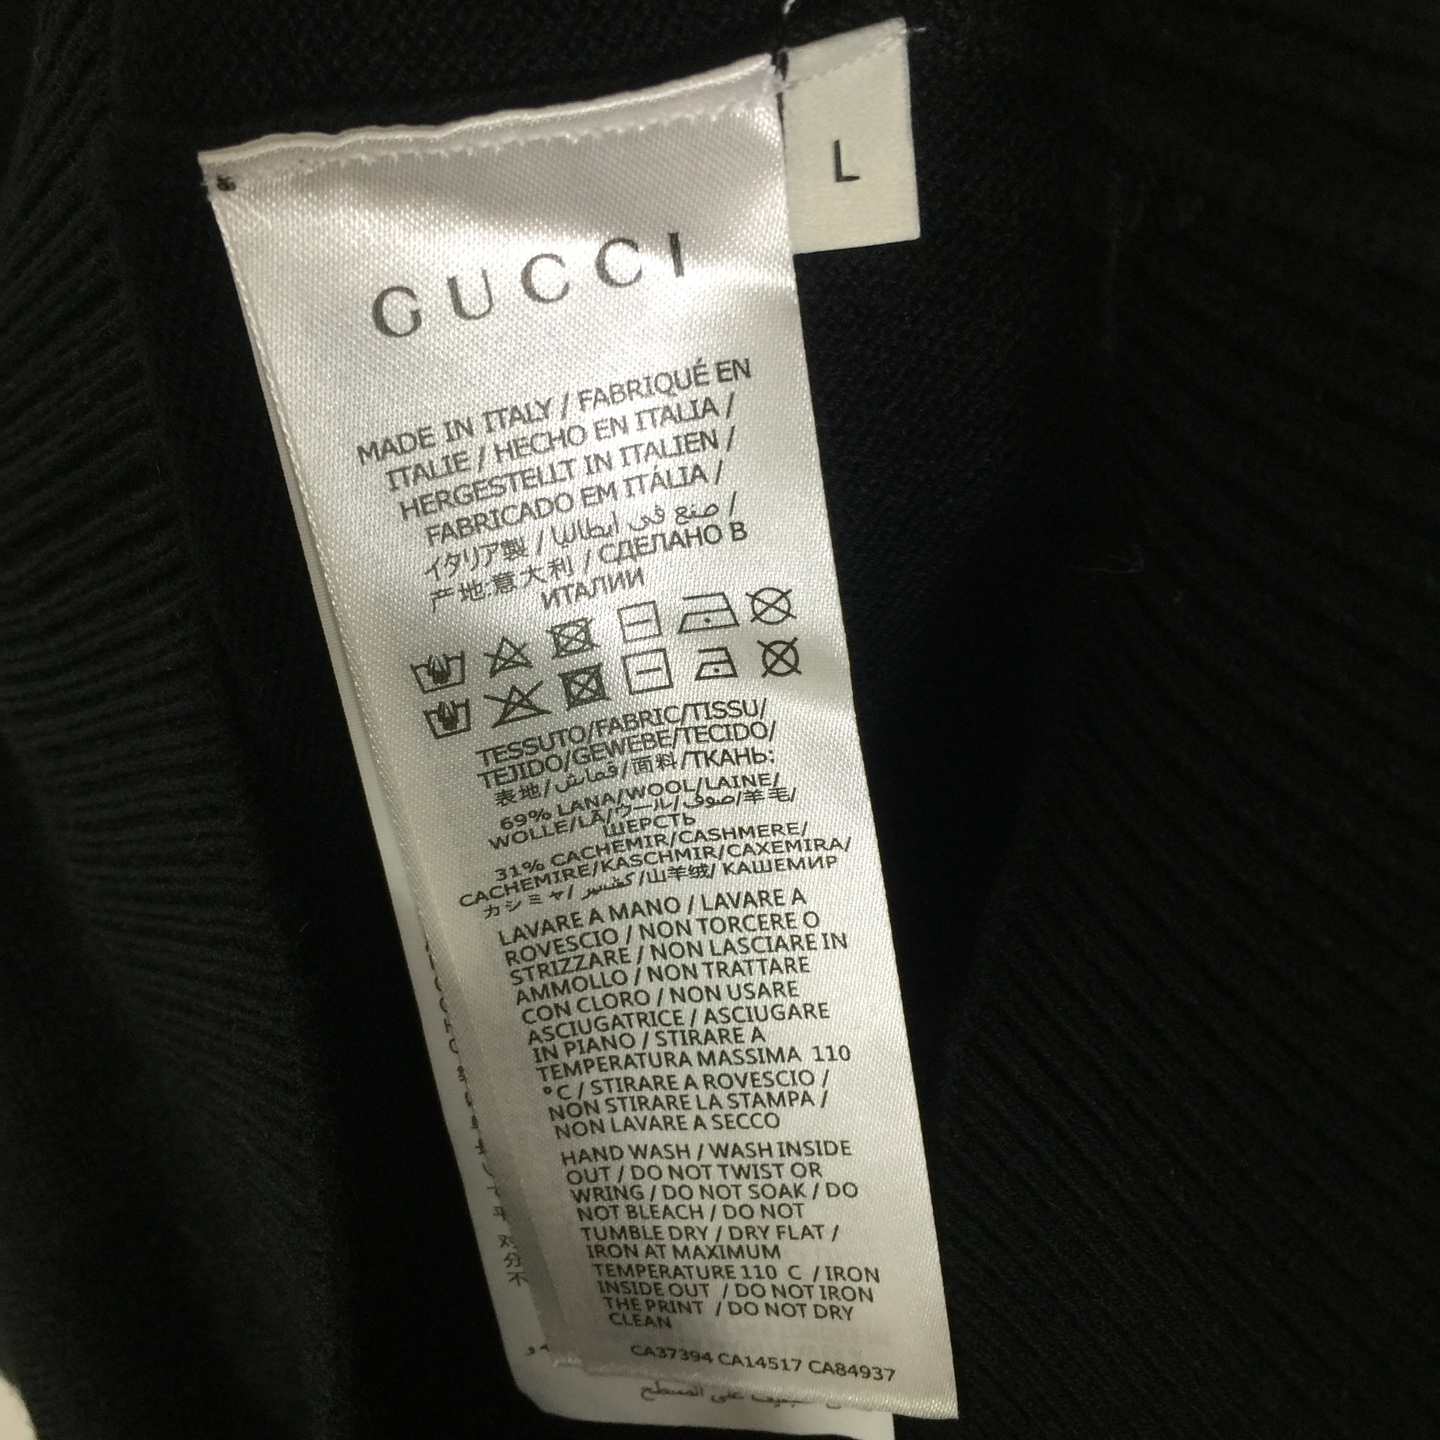 L
GUCCI
MADE IN ITALY / FABRIQUÉ EN
ITALIE / HECHO EN ITALIA /
HERGESTELLT IN ITALIEN /
FABRICADO EM ITÁLIA /
イタリア製 / صنع في ايطاليا /
产地:意大利 / СДЕЛАНО В
ИТАЛИИ
TESSUTO/FABRIC/TISSU/
TEJIDO/GEWEBE/TECIDO/
表地/قماش/面料/ТКАНЬ:
69% LANA/WOOL/LAINE/
WOLLE/LÃ/ウール/صوف/羊毛/
ШЕРСТЬ
31% CACHEMIR/CASHMERE/
CACHEMIRE/KASCHMIR/CAXEMIRA/
カシミヤ/كشمير/山羊绒/ КАШЕМИР
LAVARE A MANO / LAVARE A
ROVESCIO / NON TORCERE O
STRIZZARE / NON LASCIARE IN
AMMOLLO / NON TRATTARE
CON CLORO / NON USARE
ASCIUGATRICE / ASCIUGARE
IN PIANO / STIRARE A
TEMPERATURA MASSIMA 110
°C / STIRARE A ROVESCIO /
NON STIRARE LA STAMPA /
NON LAVARE A SECCO
HAND WASH / WASH INSIDE
OUT / DO NOT TWIST OR
WRING / DO NOT SOAK / DO
NOT BLEACH / DO NOT
TUMBLE DRY / DRY FLAT /
IRON AT MAXIMUM
TEMPERATURE 110 C / IRON
INSIDE OUT / DO NOT IRON
THE PRINT / DO NOT DRY
CLEAN
CA37394 CA14517 CA84937
على المسطح